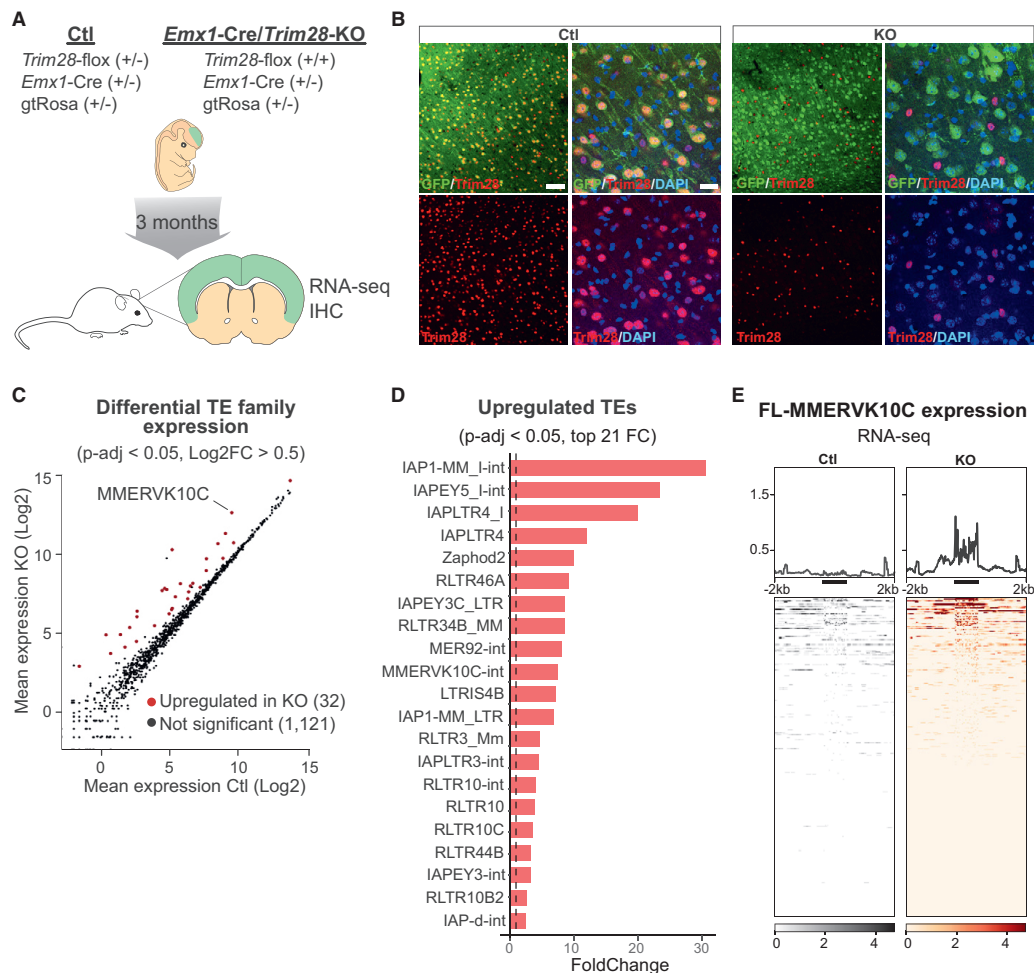 A
Ctl
Emx1-Cre/Trim28-KO
Trim28-flox (+/-)
Emx1-Cre (+/-)
gtRosa (+/-)
Trim28-flox (+/+)
Emx1-Cre (+/-)
gtRosa (+/-)
3 months
RNA-seq
IHC
B
Ctl
KO
GFP/Trim28
GFP/Trim28/DAPI
GFP/Trim28
GFP/Trim28/DAPI
Trim28
Trim28/DAPI
Trim28
Trim28/DAPI
C
Differential TE family
expression
(p-adj < 0.05, Log2FC > 0.5)
Mean expression KO (Log2)
15
10
5
0
MMERVK10C
Upregulated in KO (32)
Not significant (1,121)
0
5
10
15
Mean expression Ctl (Log2)
D
Upregulated TEs
(p-adj < 0.05, top 21 FC)
IAP1-MM_I-int
IAPEY5_I-int
IAPLTR4_I
IAPLTR4
Zaphod2
RLTR46A
IAPEY3C_LTR
RLTR34B_MM
MER92-int
MMERVK10C-int
LTRIS4B
IAP1-MM_LTR
RLTR3_Mm
IAPLTR3-int
RLTR10-int
RLTR10
RLTR10C
RLTR44B
IAPEY3-int
RLTR10B2
IAP-d-int
0
10
20
30
FoldChange
E
FL-MMERVK10C expression
RNA-seq
Ctl
KO
1.5
0.5
-2kb
2kb
-2kb
2kb
0
2
4
0
2
4